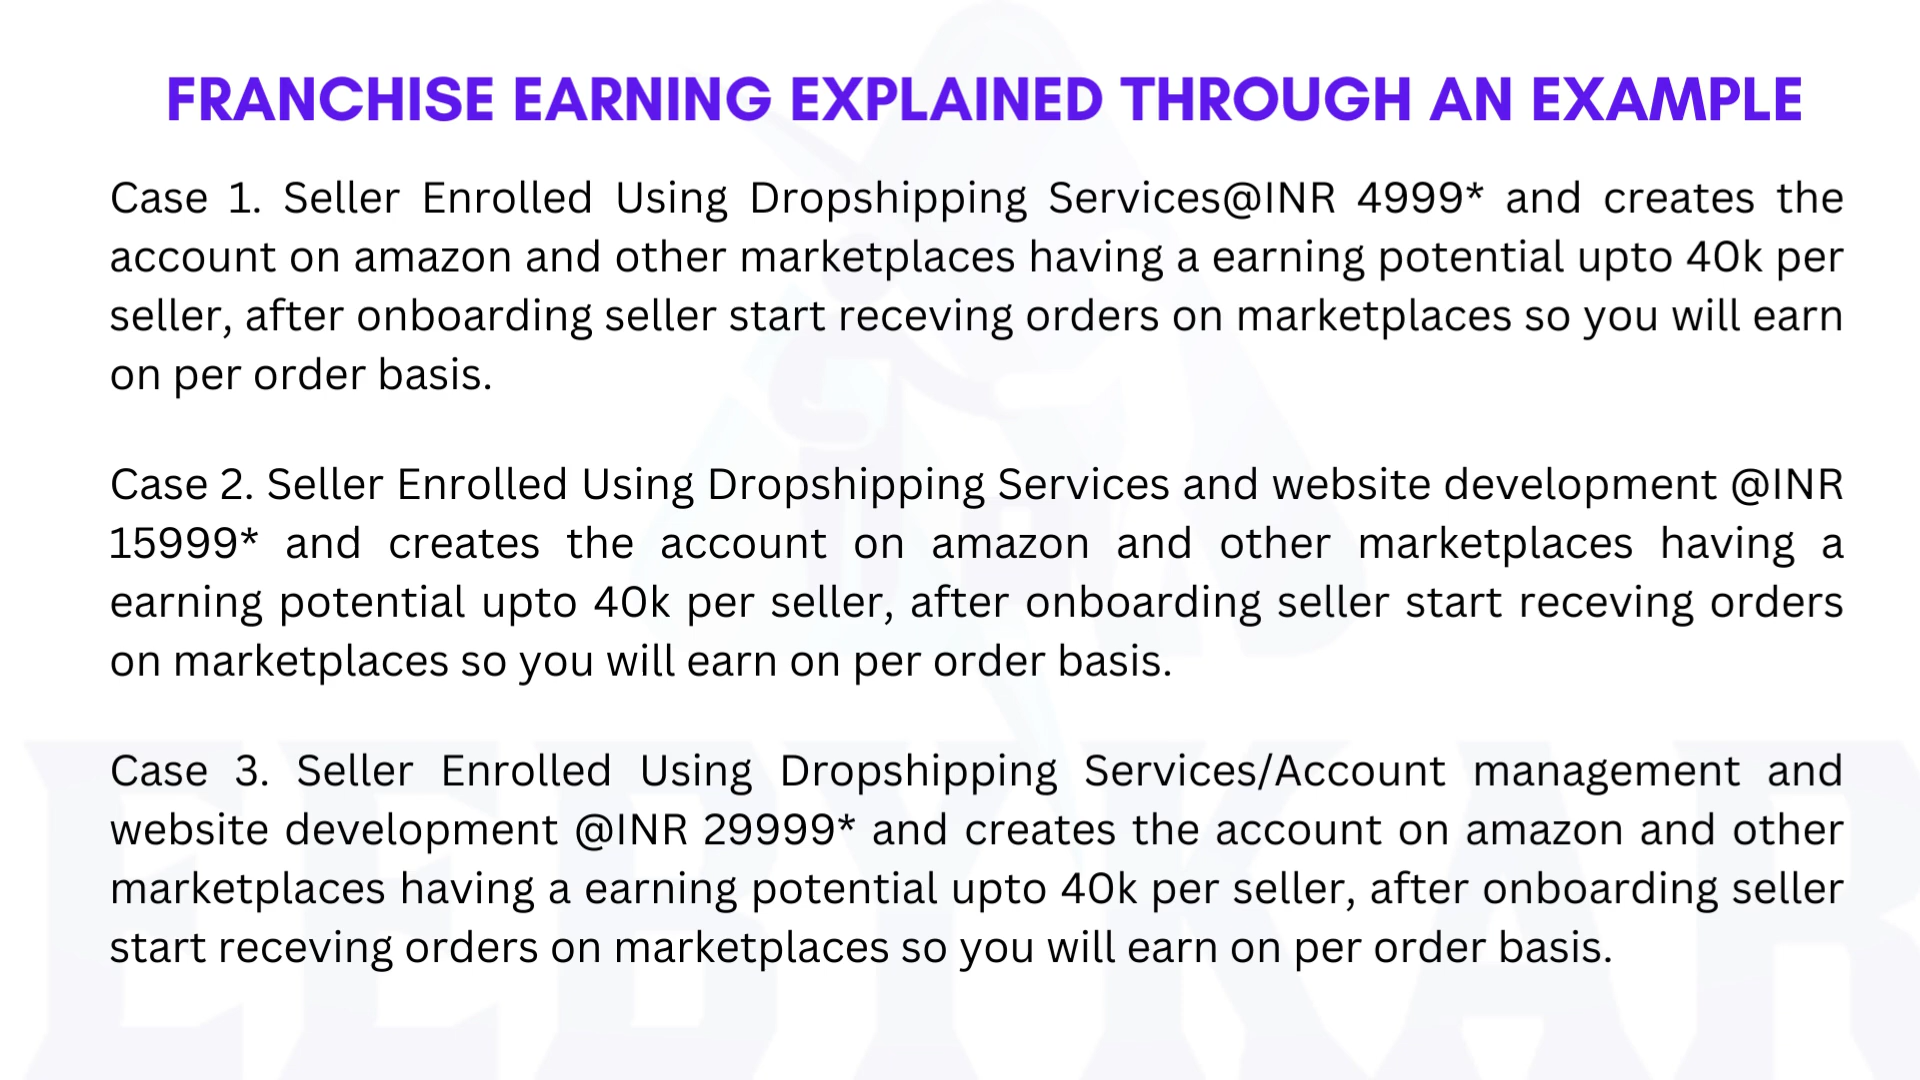 FRANCHISE EARNING EXPLAINED THROUGH AN EXAMPLE
Case 1. Seller Enrolled Using Dropshipping Services@INR 4999* and creates the
account on amazon and other marketplaces having a earning potential upto 40k per
seller, after onboarding seller start receving orders on marketplaces so you will earn
on per order basis.
Case 2. Seller Enrolled Using Dropshipping Services and website development @INR
15999* and creates the account on amazon and other marketplaces having a
earning potential upto 40k per seller, after onboarding seller start receving orders
on marketplaces so you will earn on per order basis.
Case 3. Seller Enrolled Using Dropshipping Services/Account management and
website development @INR 29999* and creates the account on amazon and other
marketplaces having a earning potential upto 40k per seller, after onboarding seller
start receving orders on marketplaces so you will earn on per order basis.